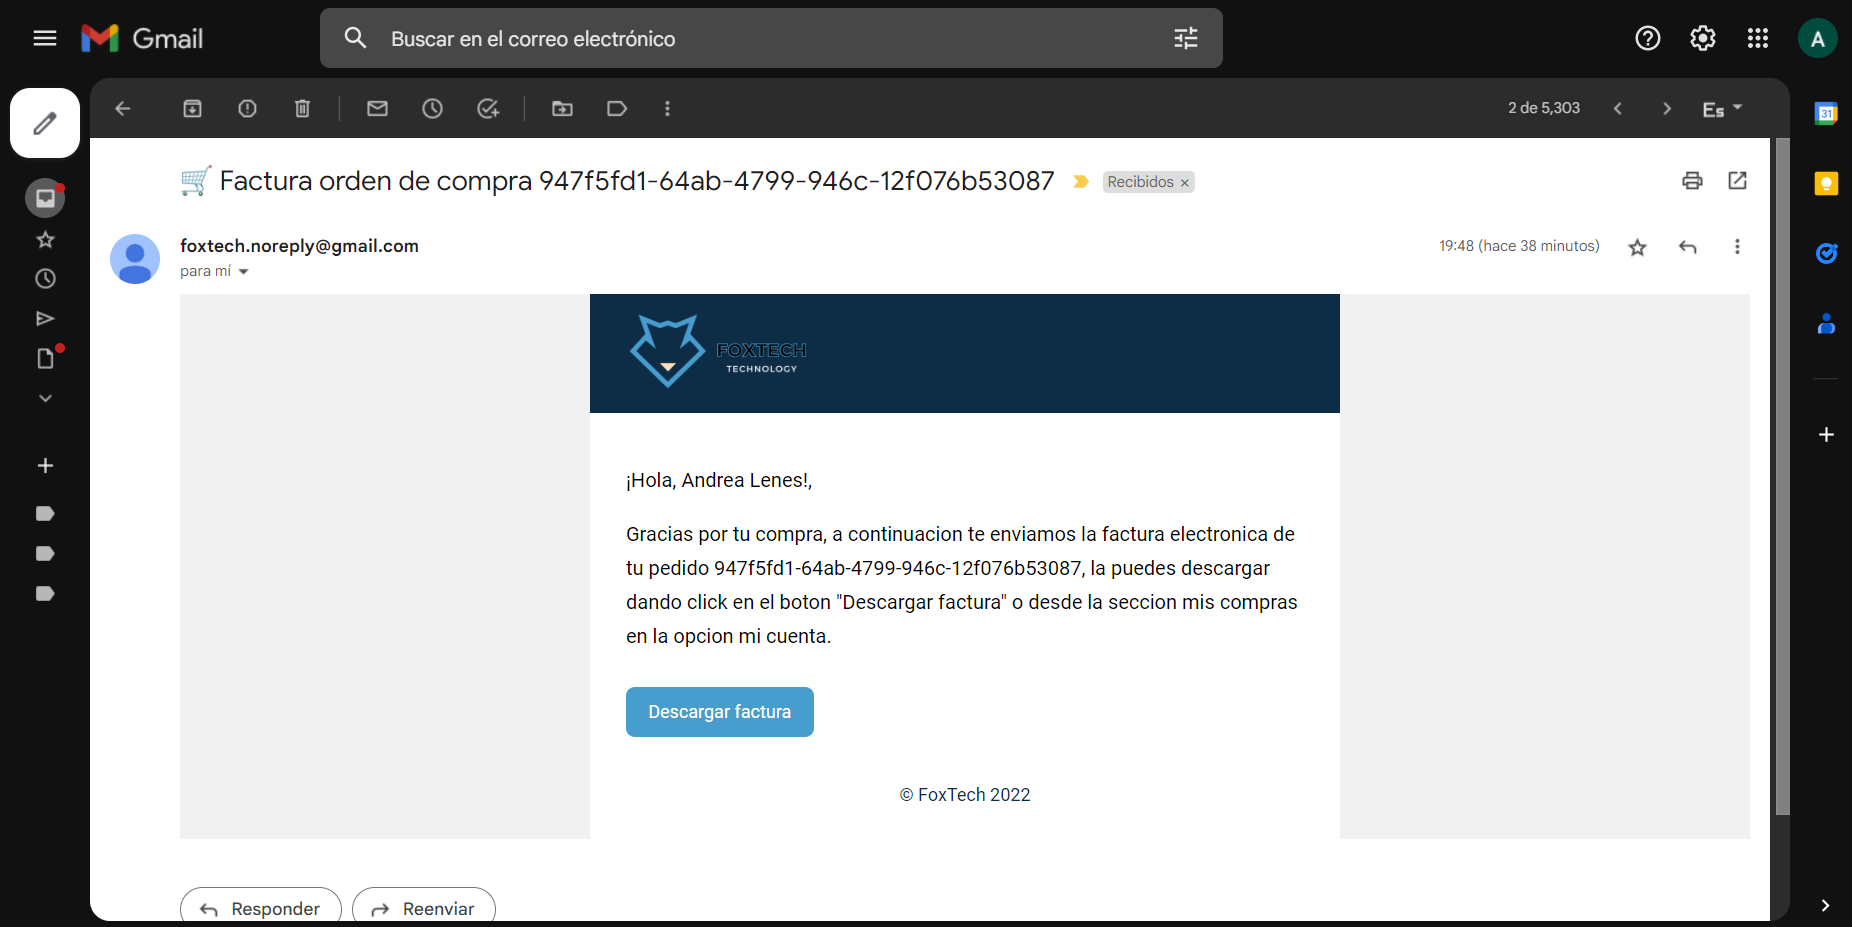 Gmail
Buscar en el correo electrónico
A
2 de 5,303
Es
31
🛒 Factura orden de compra 947f5fd1-64ab-4799-946c-12f076b53087
Recibidos ×
foxtech.noreply@gmail.com
19:48 (hace 38 minutos)
para mí
FOXTECH
TECHNOLOGY
¡Hola, Andrea Lenes!,
Gracias por tu compra, a continuacion te enviamos la factura electronica de
tu pedido 947f5fd1-64ab-4799-946c-12f076b53087, la puedes descargar
dando click en el boton "Descargar factura" o desde la seccion mis compras
en la opcion mi cuenta.
Descargar factura
© FoxTech 2022
Responder
Reenviar